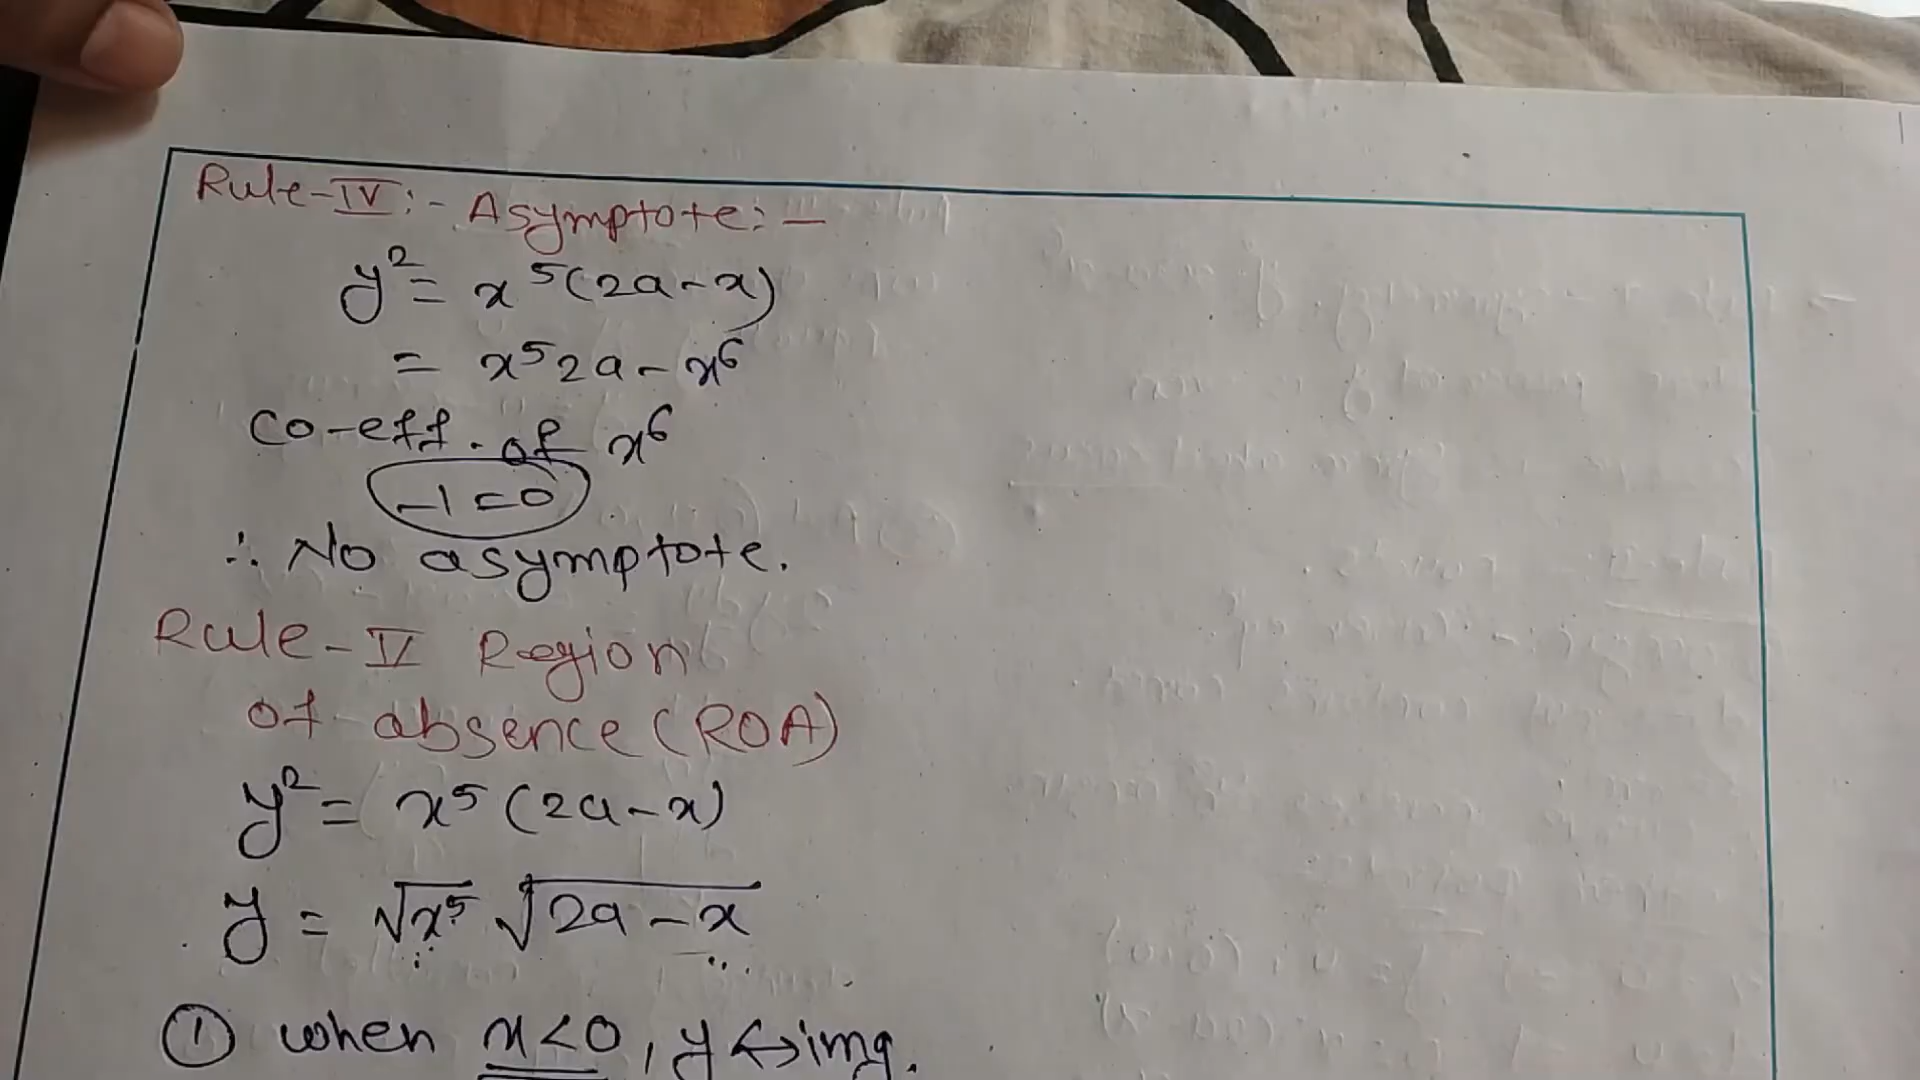 Rule-IV:- Asymptote:-
y² = x⁵(2a-x)
= x⁵2a - x⁶
co-eff. of x⁶
-1=0
∴ No asymptote.
Rule-V Region
of absence (ROA)
y² = x⁵ (2a-x)
y = √x⁵ √2a-x
① when x<0, y ↔ img.